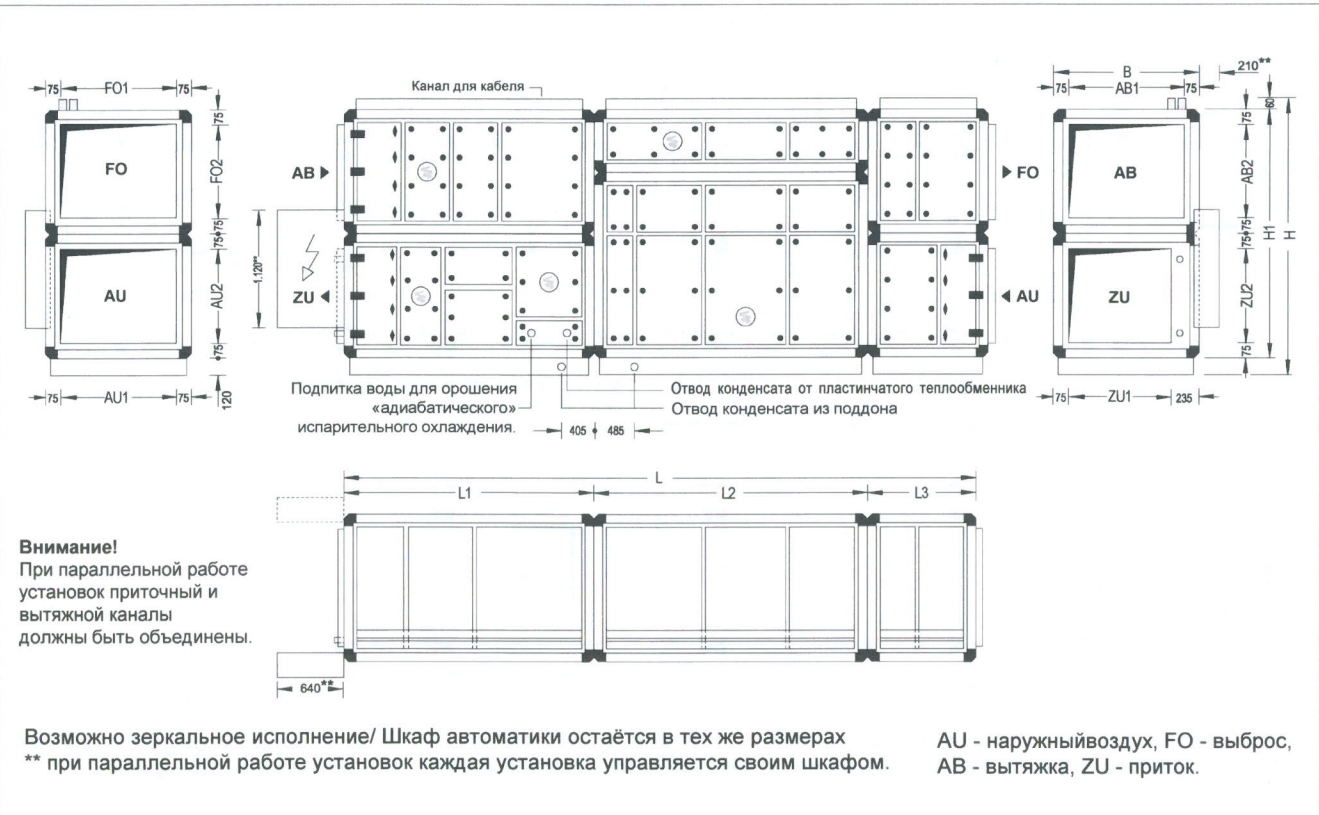 75 FO1 75
75
FO2
75 75
AU2
75
120
75 AU1 75
FO
AU
Канал для кабеля
AB
ZU
1.120**
FO
AU
B
210**
75 AB1 75
60
75
AB2
75 75
ZU2
75
H1
H
AB
ZU
75 ZU1 235
Подпитка воды для орошения
«адиабатического»
испарительного охлаждения.
Отвод конденсата от пластинчатого теплообменника
Отвод конденсата из поддона
405 485
L
L1 L2 L3
Внимание!
При параллельной работе
установок приточный и
вытяжной каналы
должны быть объединены.
640**
Возможно зеркальное исполнение/ Шкаф автоматики остаётся в тех же размерах
** при параллельной работе установок каждая установка управляется своим шкафом.
AU - наружныйвоздух, FO - выброс,
AB - вытяжка, ZU - приток.